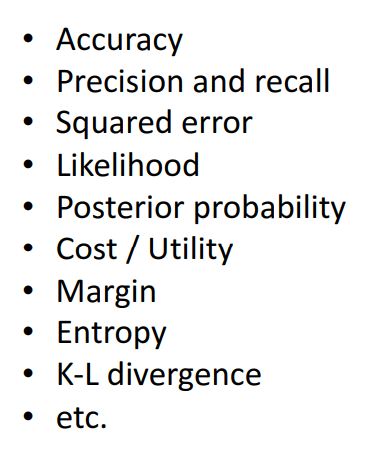 • Accuracy
• Precision and recall
• Squared error
• Likelihood
• Posterior probability
• Cost / Utility
• Margin
• Entropy
• K-L divergence
• etc.